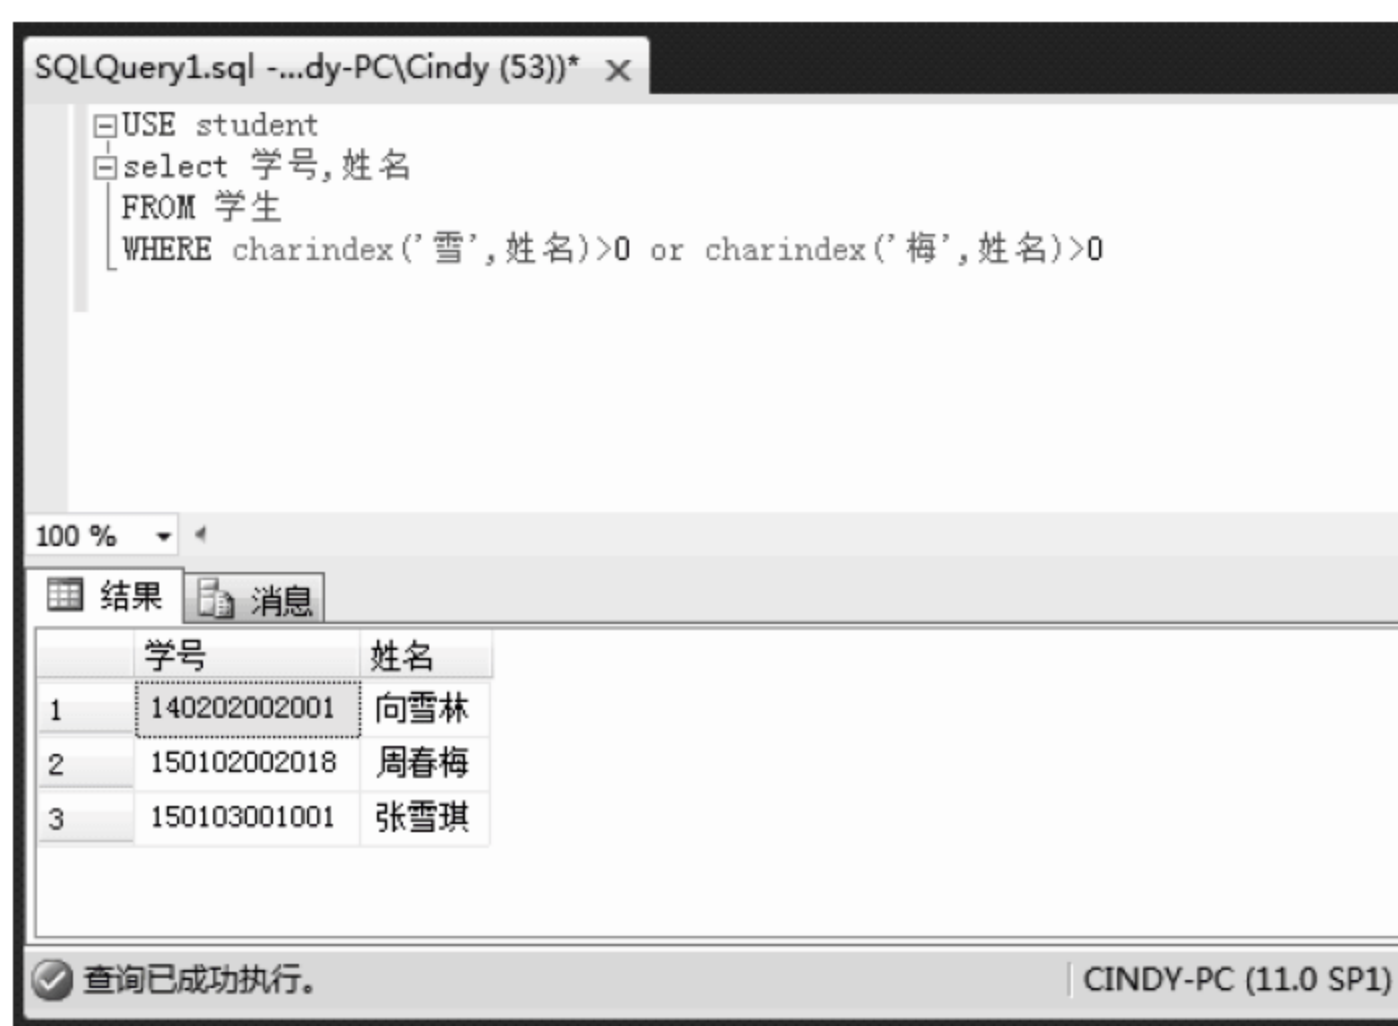 SQLQuery1.sql -...dy-PC\Cindy (53))* ×
USE student
select 学号,姓名
FROM 学生
WHERE charindex('雪',姓名)>0 or charindex('梅',姓名)>0
100 %
结果 消息
学号 姓名
1 140202002001 向雪林
2 150102002018 周春梅
3 150103001001 张雪琪
查询已成功执行。 CINDY-PC (11.0 SP1)